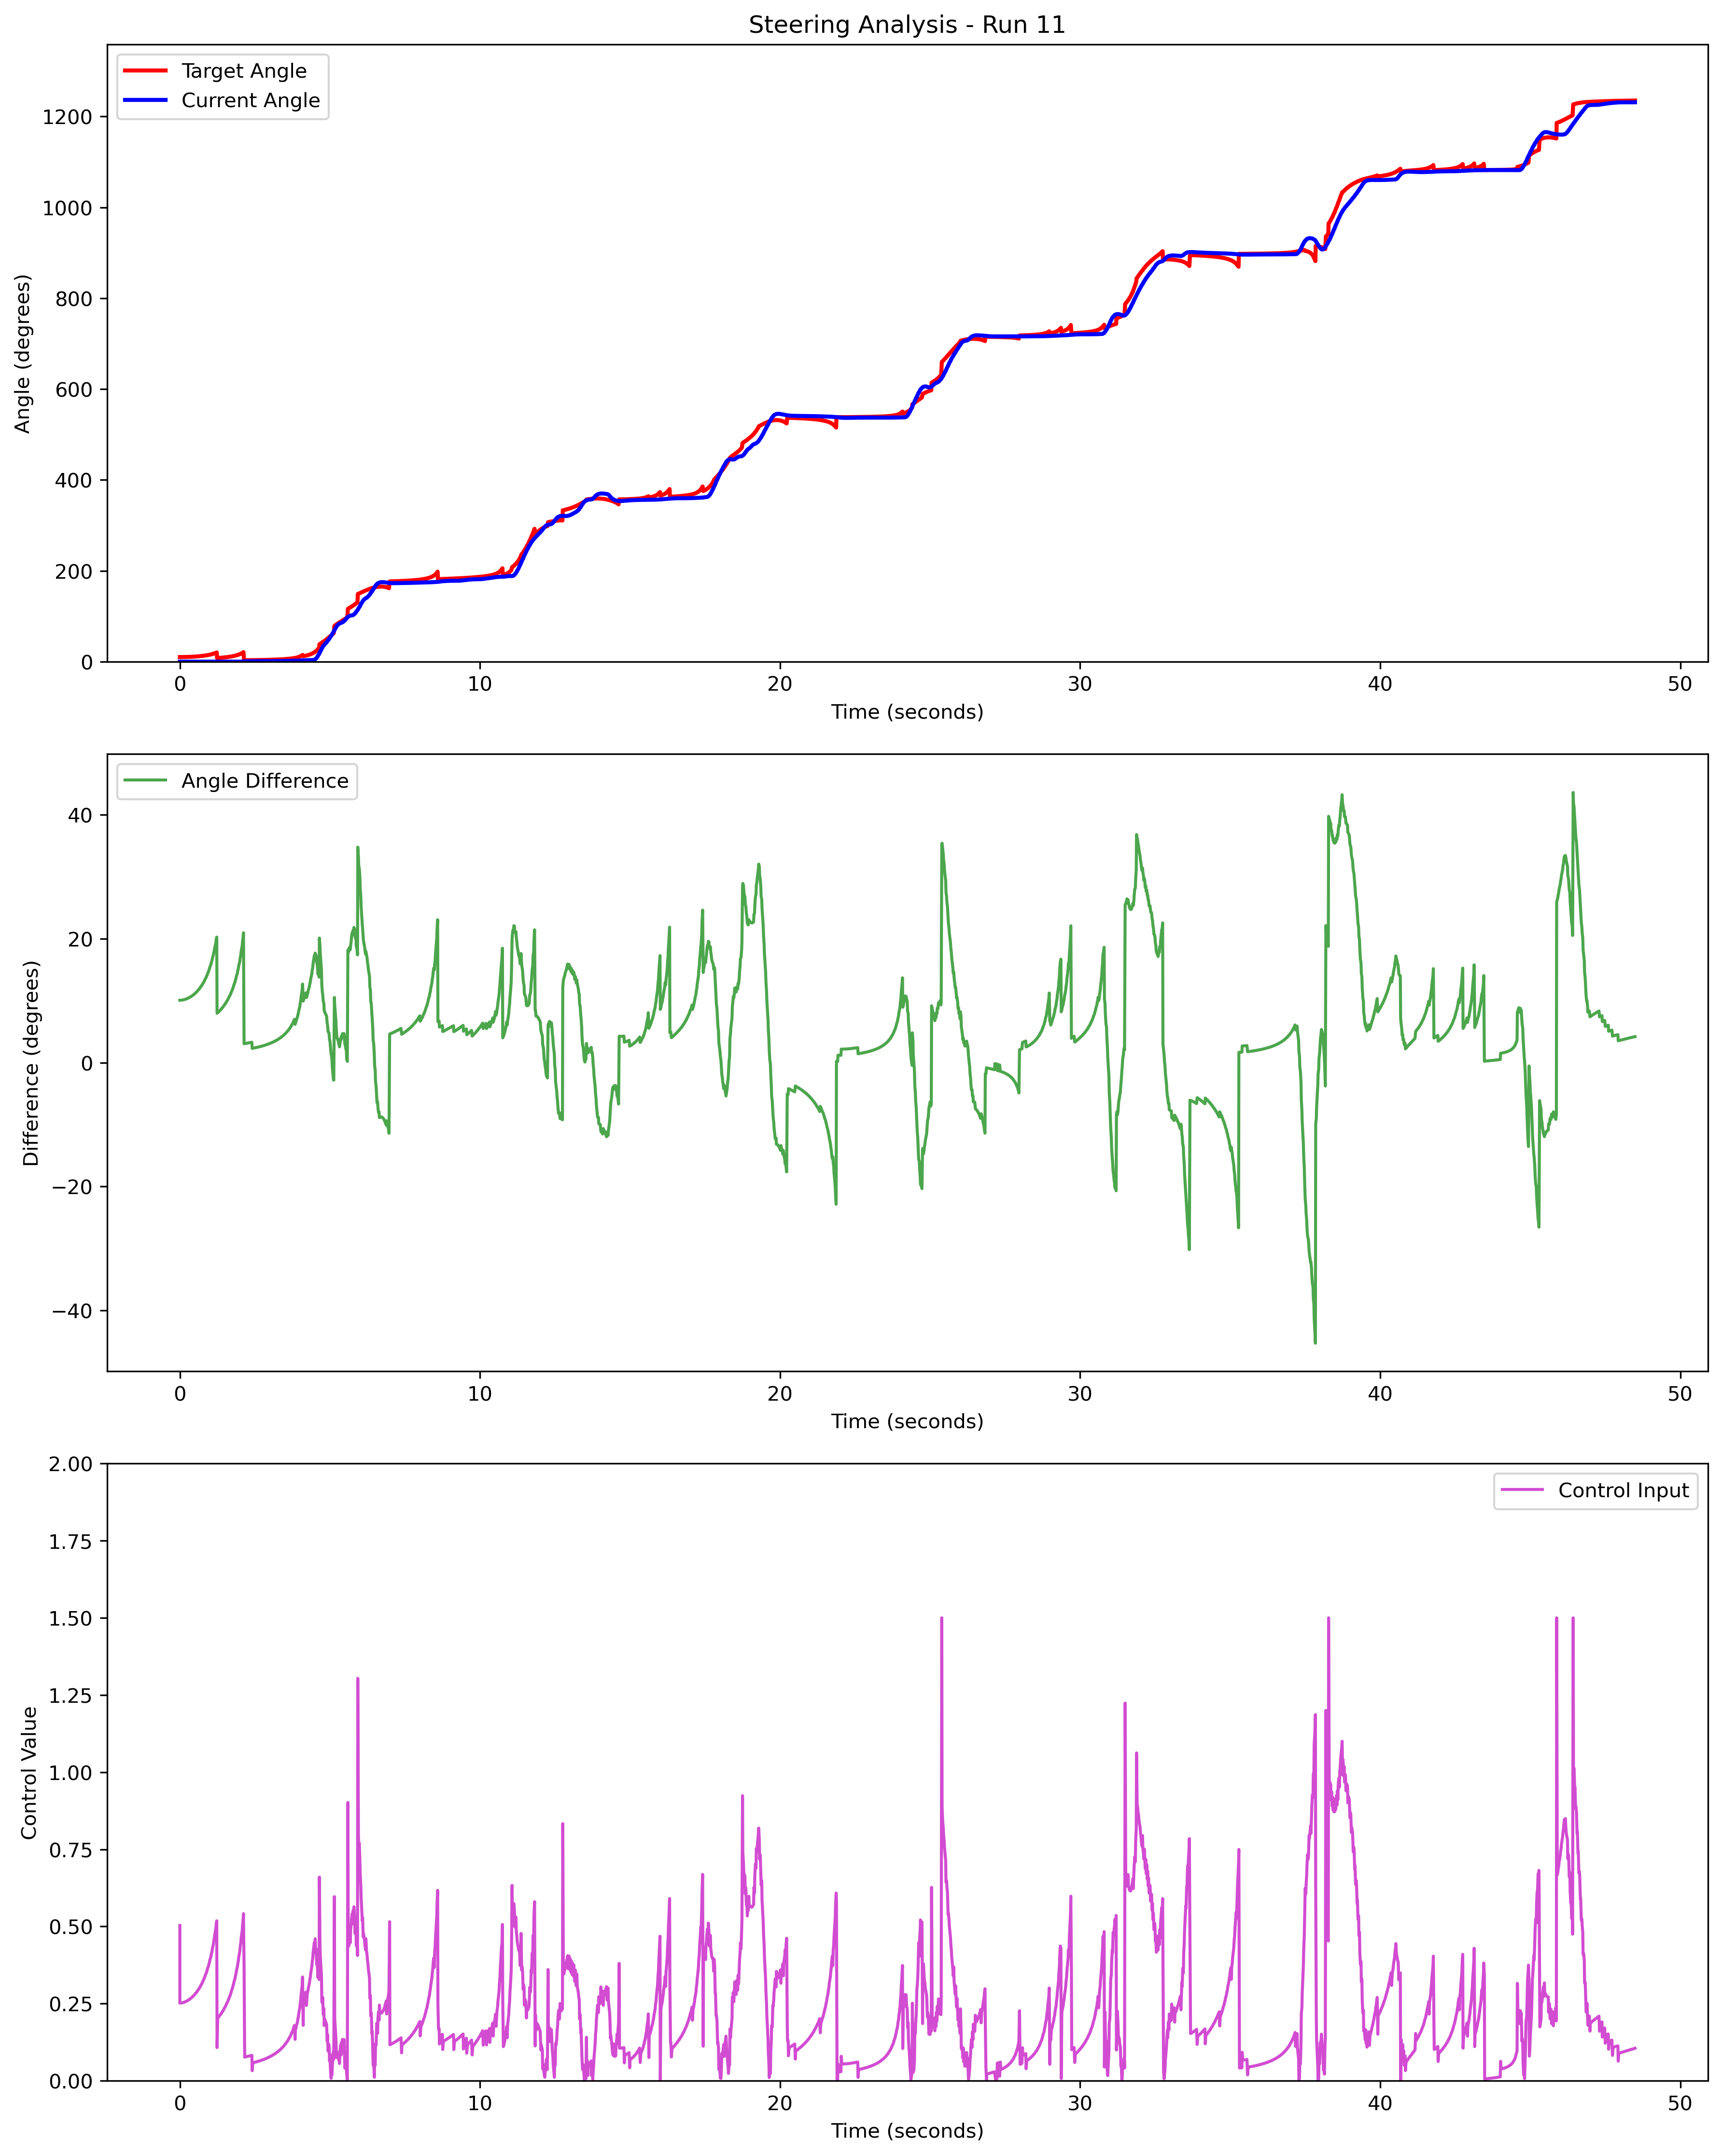 Steering Analysis - Run 11
Target Angle
Current Angle
Angle (degrees)
1200
1000
800
600
400
200
0
0 10 20 30 40 50
Time (seconds)
Angle Difference
Difference (degrees)
40
20
0
−20
−40
0 10 20 30 40 50
Time (seconds)
Control Input
Control Value
2.00
1.75
1.50
1.25
1.00
0.75
0.50
0.25
0.00
0 10 20 30 40 50
Time (seconds)